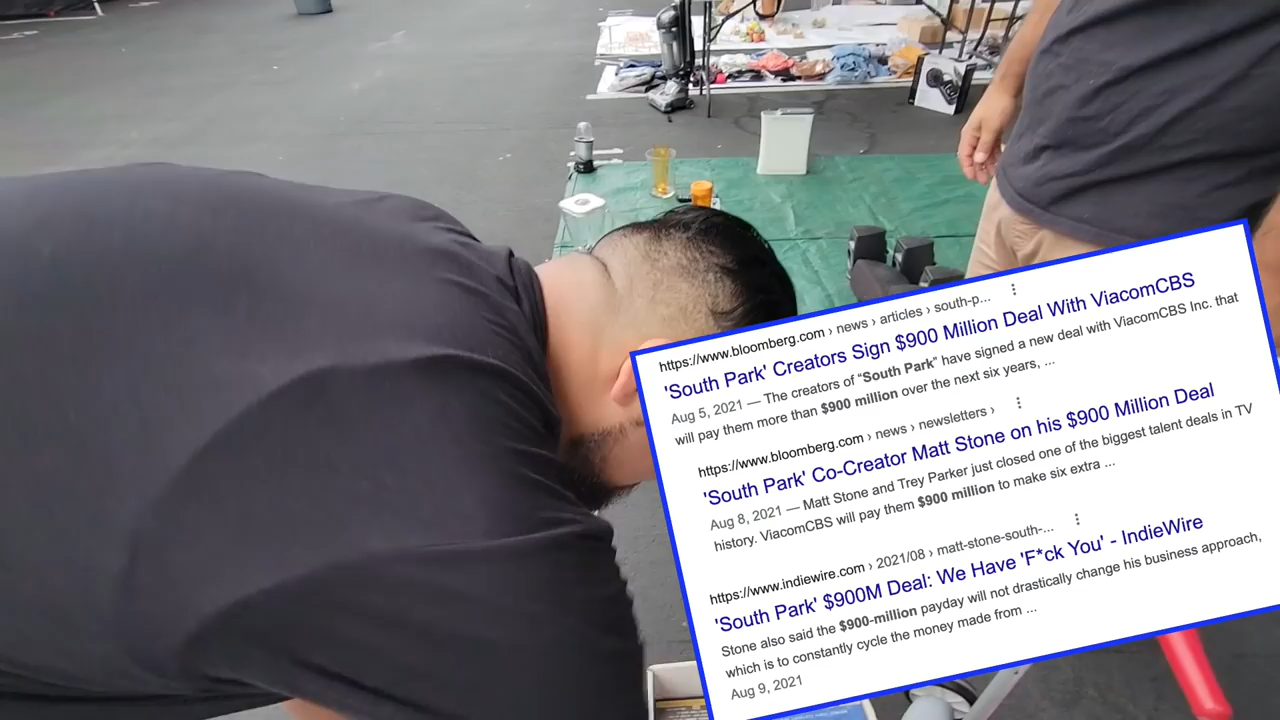 https://www.bloomberg.com › news › articles › south-p...
'South Park' Creators Sign $900 Million Deal With ViacomCBS
Aug 5, 2021 — The creators of “South Park” have signed a new deal with ViacomCBS Inc. that
will pay them more than $900 million over the next six years, ...
https://www.bloomberg.com › news › newsletters ›
'South Park' Co-Creator Matt Stone on his $900 Million Deal
Aug 8, 2021 — Matt Stone and Trey Parker just closed one of the biggest talent deals in TV
history. ViacomCBS will pay them $900 million to make six extra ...
https://www.indiewire.com › 2021/08 › matt-stone-south-...
'South Park' $900M Deal: We Have 'F*ck You' - IndieWire
Stone also said the $900-million payday will not drastically change his business approach,
which is to constantly cycle the money made from ...
Aug 9, 2021